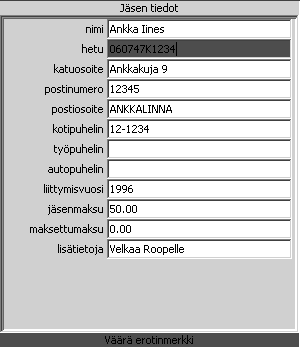 Jäsen tiedot
nimi Ankka Iines
hetu 060747K1234
katuosoite Ankkakuja 9
postinumero 12345
postiosoite ANKKALINNA
kotipuhelin 12-1234
työpuhelin
autopuhelin
liittymisvuosi 1996
jäsenmaksu 50.00
maksettumaksu 0.00
lisätietoja Velkaa Roopelle
Väärä erotinmerkki